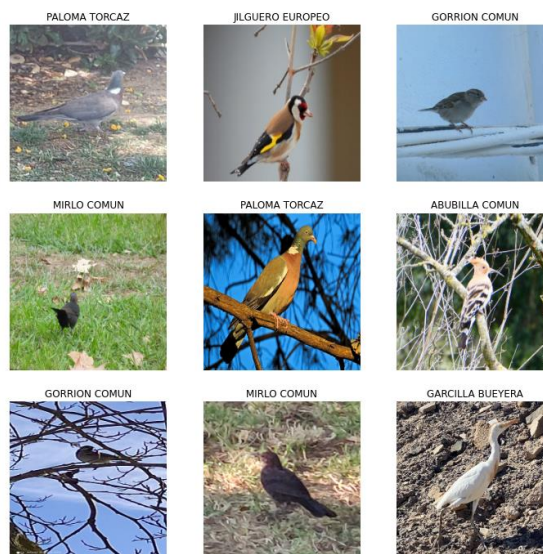 PALOMA TORCAZ
JILGUERO EUROPEO
GORRION COMUN
MIRLO COMUN
PALOMA TORCAZ
ABUBILLA COMUN
GORRION COMUN
MIRLO COMUN
GARCILLA BUEYERA